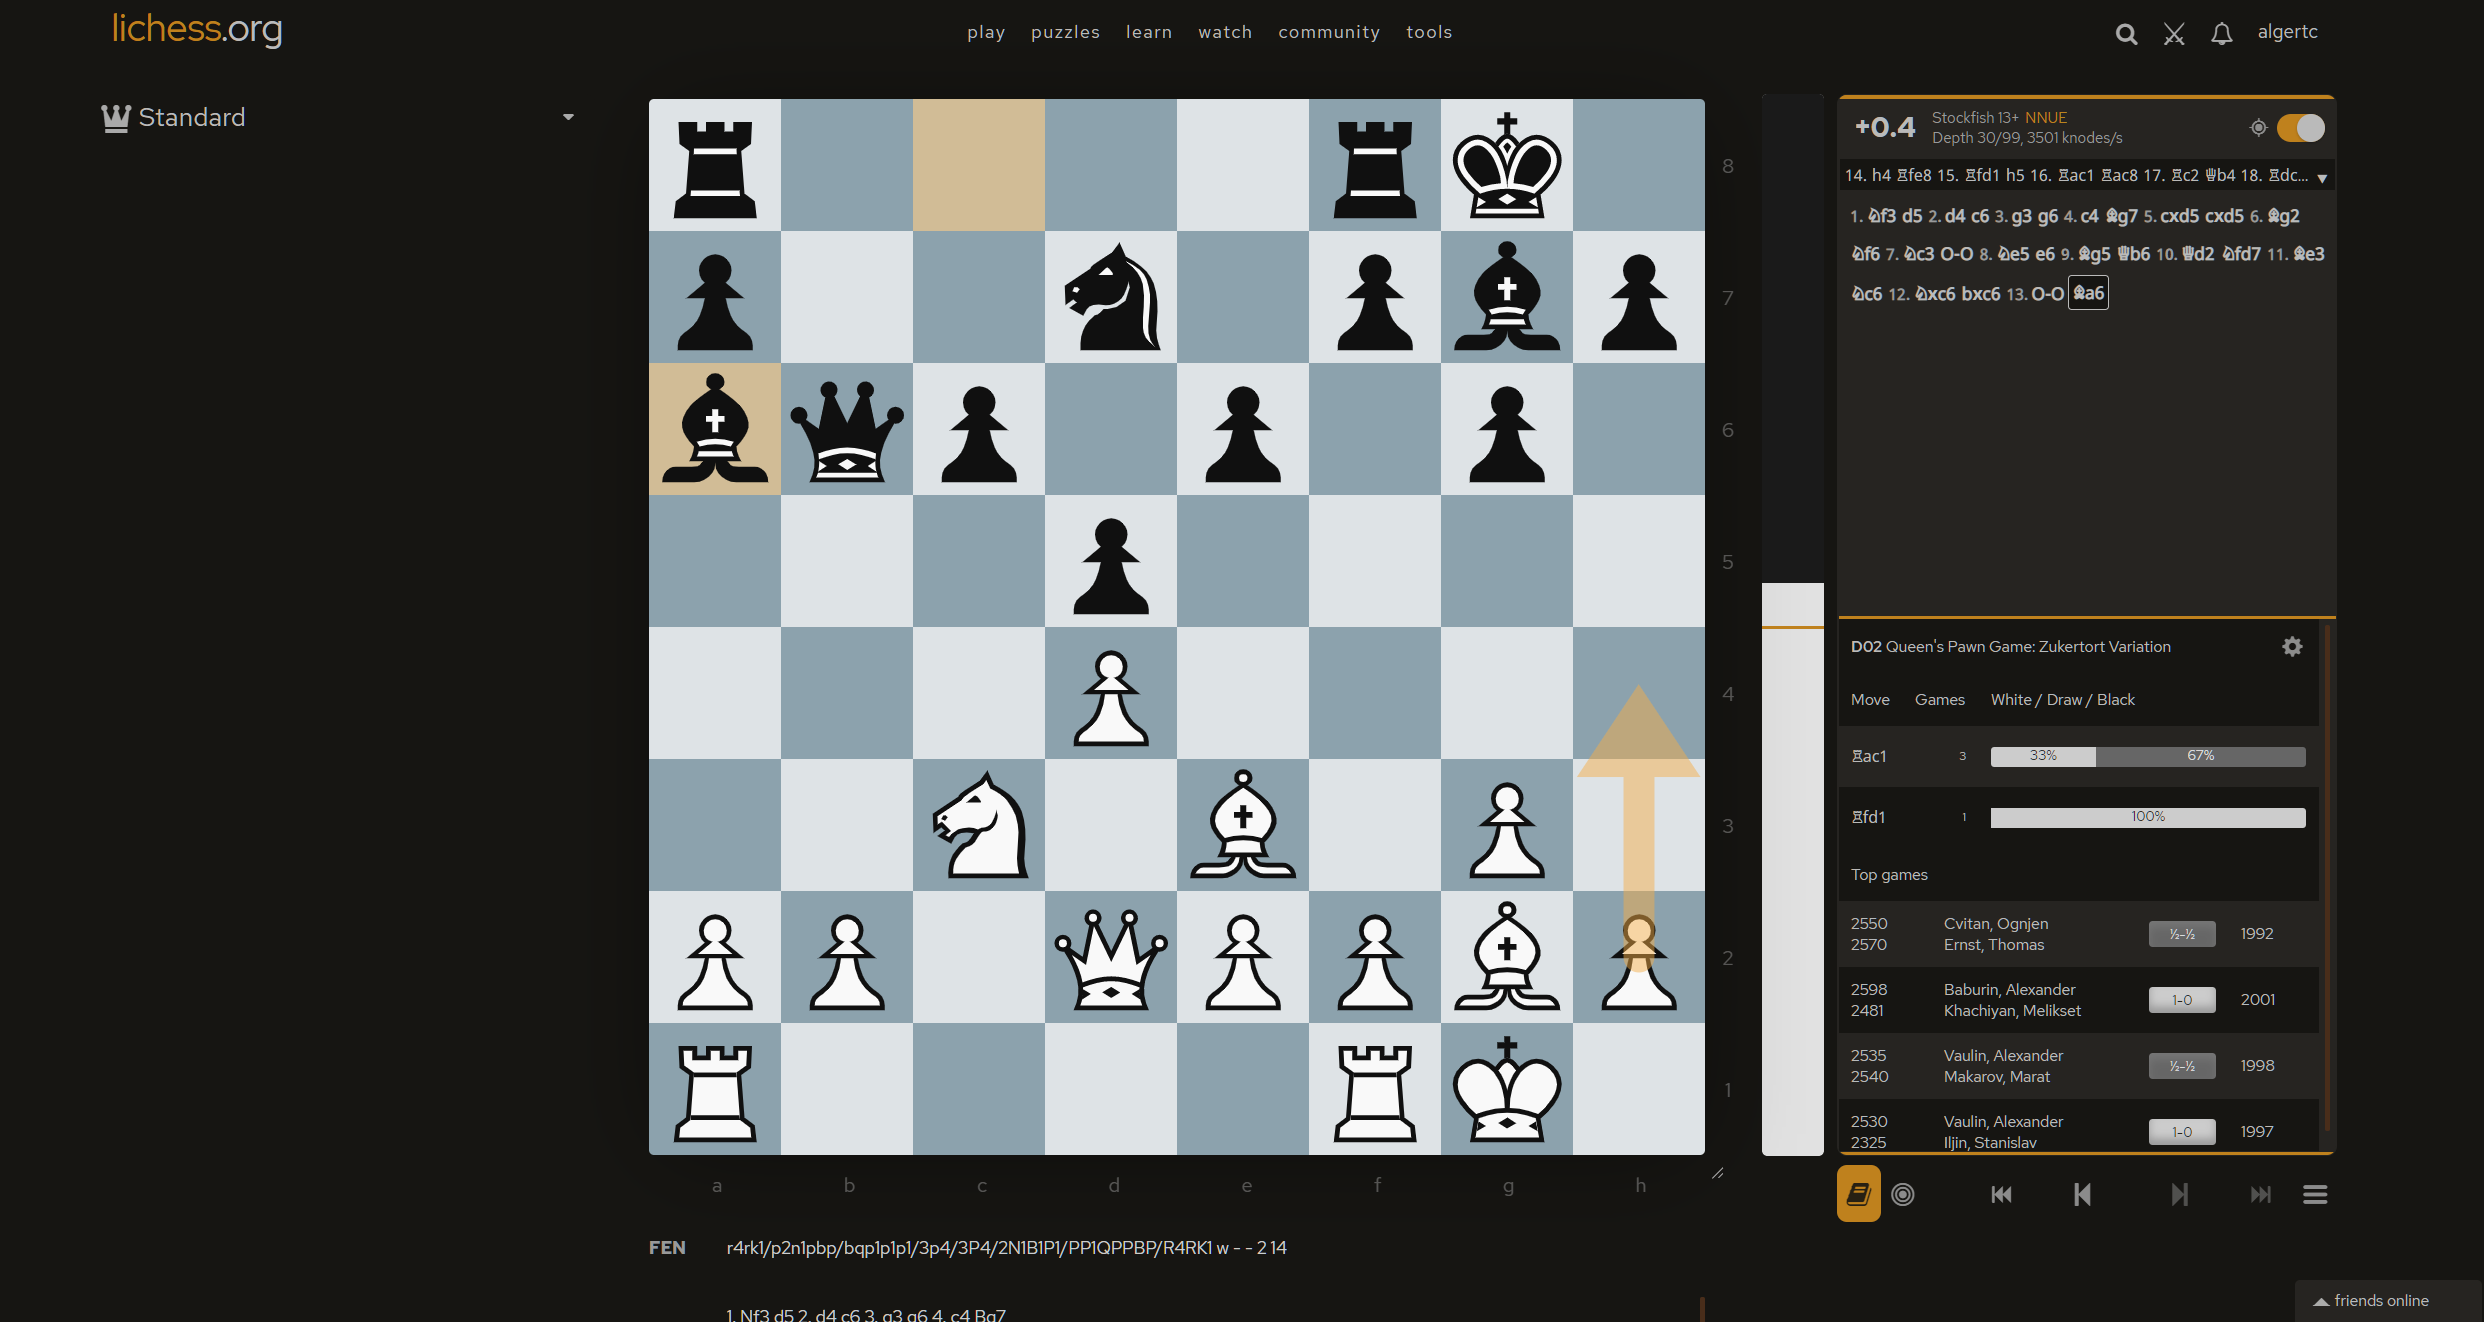 lichess.org
play puzzles learn watch community tools
algertc
Standard
8
7
6
5
4
3
2
1
a b c d e f g h
+0.4
Stockfish 13+ NNUE
Depth 30/99, 3501 knodes/s
14. h4 ♖fe8 15. ♖fd1 h5 16. ♖ac1 ♖ac8 17. ♖c2 ♕b4 18. ♖dc...
1. ♘f3 d5 2. d4 c6 3. g3 g6 4. c4 ♗g7 5. cxd5 cxd5 6. ♗g2
♘f6 7. ♘c3 O-O 8. ♘e5 e6 9. ♗g5 ♕b6 10. ♕d2 ♘fd7 11. ♗e3
♘c6 12. ♘xc6 bxc6 13. O-O ♗a6
D02 Queen's Pawn Game: Zukertort Variation
Move Games White / Draw / Black
♖ac1 3 33% 67%
♖fd1 1 100%
Top games
2550 Cvitan, Ognjen
2570 Ernst, Thomas
½-½ 1992
2598 Baburin, Alexander
2481 Khachiyan, Melikset
1-0 2001
2535 Vaulin, Alexander
2540 Makarov, Marat
½-½ 1998
2530 Vaulin, Alexander
2325 Iljin, Stanislav
1-0 1997
FEN r4rk1/p2n1pbp/bqp1p1p1/3p4/3P4/2N1B1P1/PP1QPPBP/R4RK1 w - - 2 14
1. Nf3 d5 2. d4 c6 3. g3 g6 4. c4 Bg7
friends online